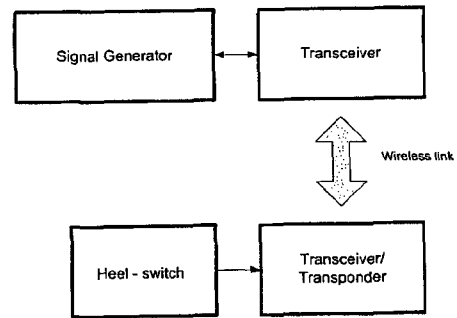 Signal Generator
Transceiver
Wireless link
Heel - switch
Transceiver/
Transponder